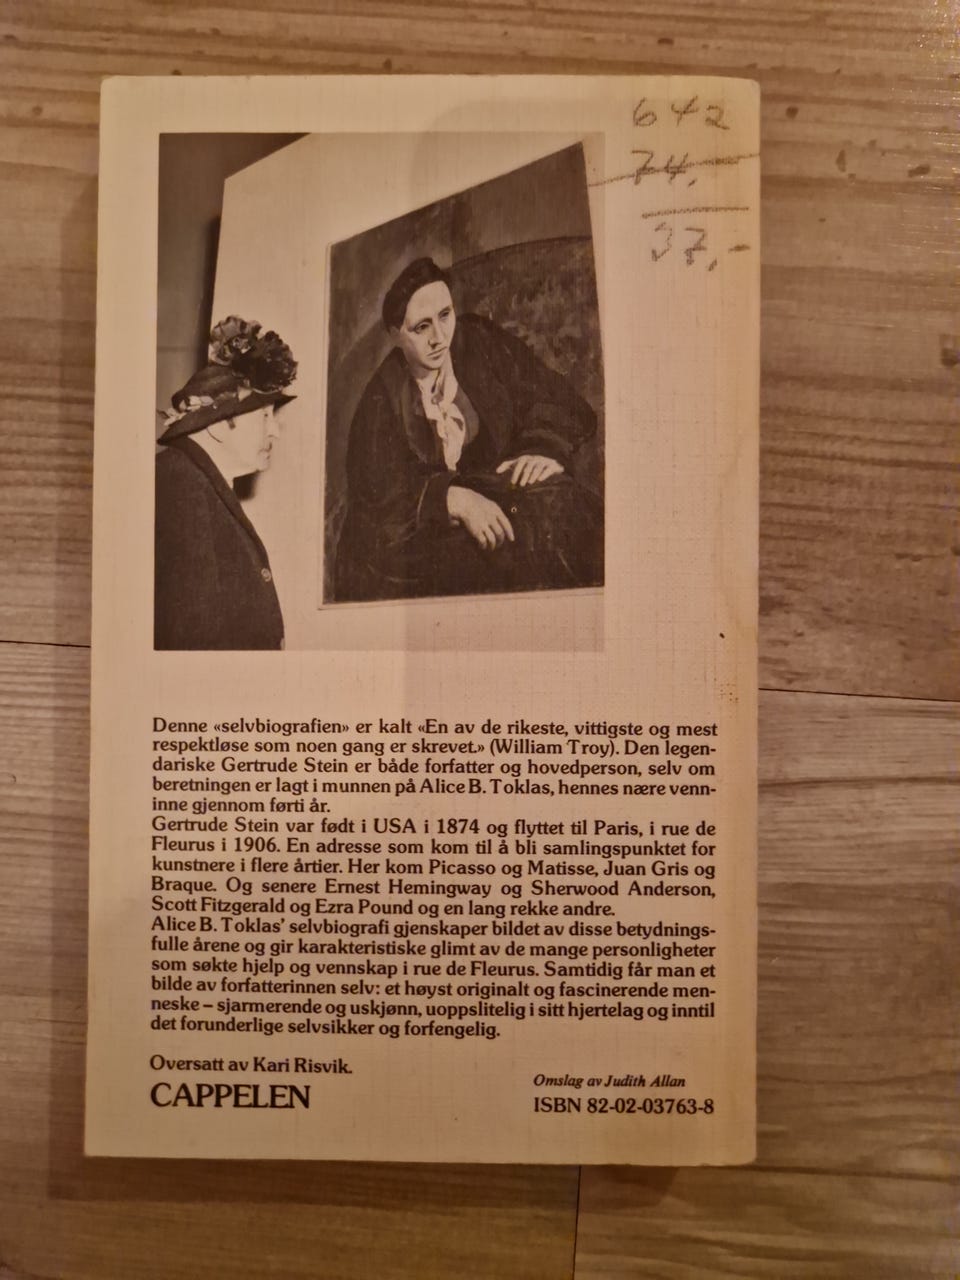 642
74,
37,-
Denne «selvbiografien» er kalt «En av de rikeste, vittigste og mest
respektløse som noen gang er skrevet.» (William Troy). Den legen-
dariske Gertrude Stein er både forfatter og hovedperson, selv om
beretningen er lagt i munnen på Alice B. Toklas, hennes nære venn-
inne gjennom førti år.
Gertrude Stein var født i USA i 1874 og flyttet til Paris, i rue de
Fleurus i 1906. En adresse som kom til å bli samlingspunktet for
kunstnere i flere årtier. Her kom Picasso og Matisse, Juan Gris og
Braque. Og senere Ernest Hemingway og Sherwood Anderson,
Scott Fitzgerald og Ezra Pound og en lang rekke andre.
Alice B. Toklas' selvbiografi gjenskaper bildet av disse betydnings-
fulle årene og gir karakteristiske glimt av de mange personligheter
som søkte hjelp og vennskap i rue de Fleurus. Samtidig får man et
bilde av forfatterinnen selv: et høyst originalt og fascinerende men-
neske – sjarmerende og uskjønn, uoppslitelig i sitt hjertelag og inntil
det forunderlige selvsikker og forfengelig.
Oversatt av Kari Risvik.
CAPPELEN
Omslag av Judith Allan
ISBN 82-02-03763-8